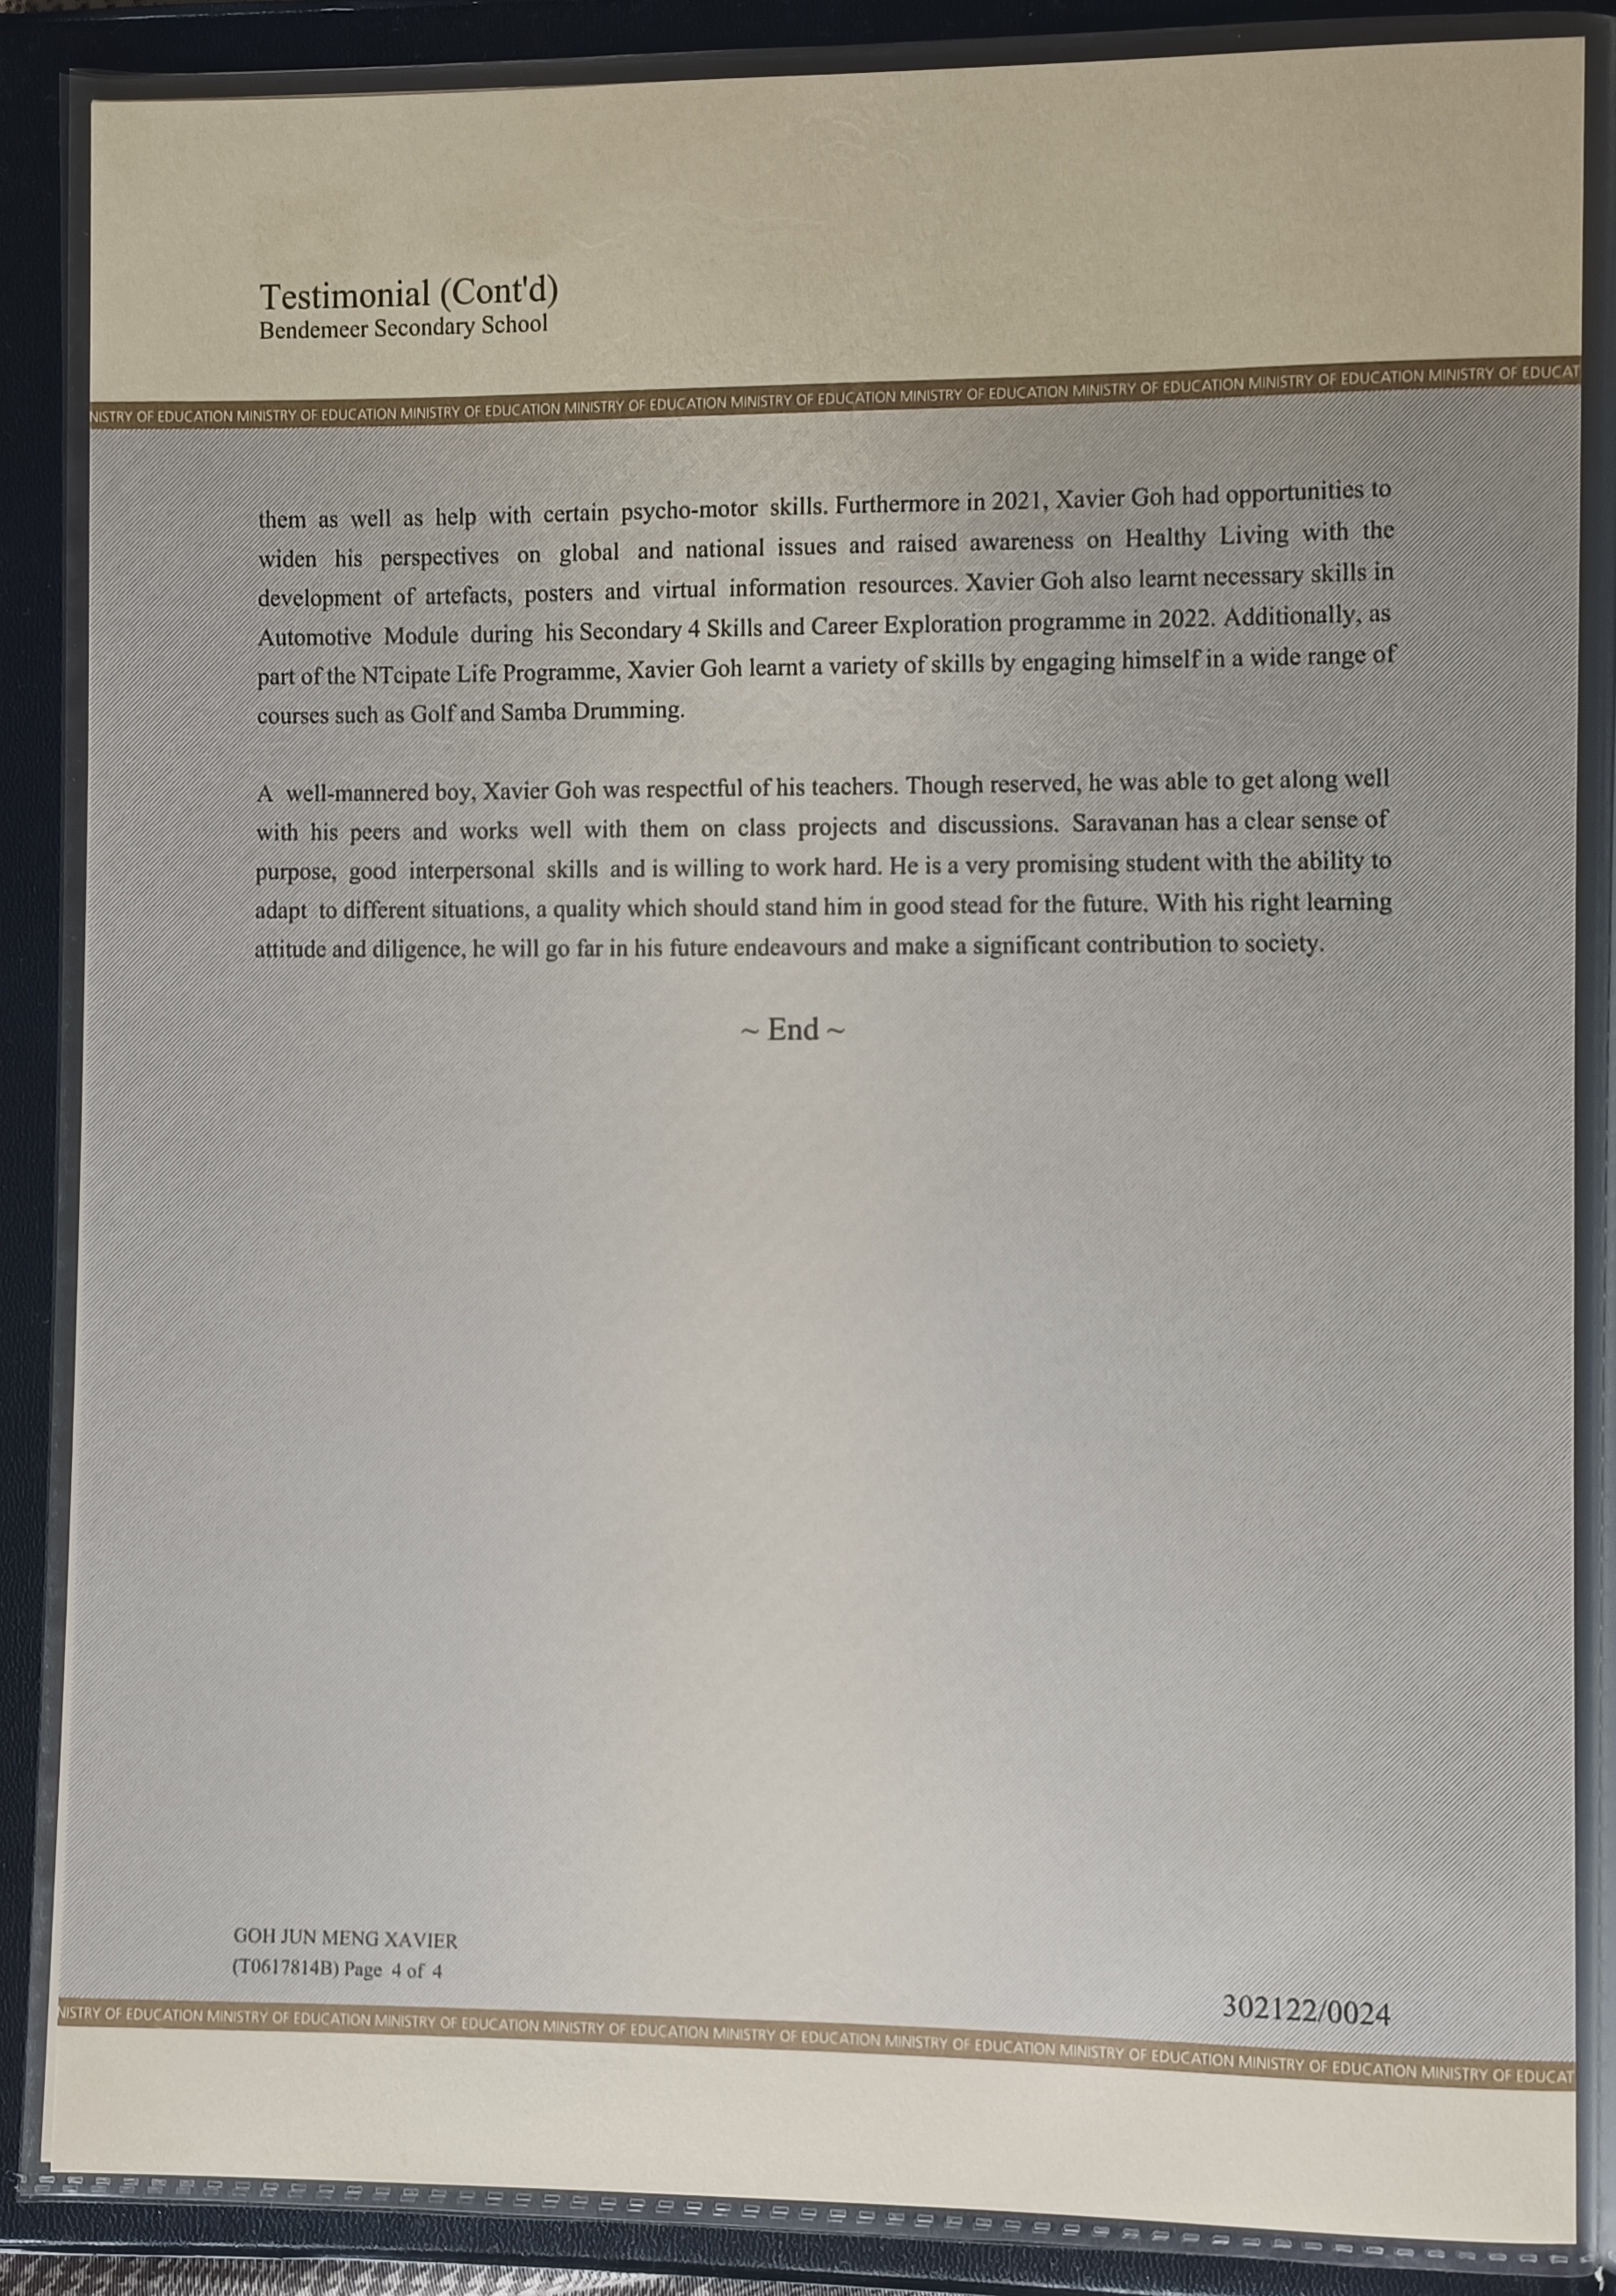 Testimonial (Cont'd)
Bendemeer Secondary School
NISTRY OF EDUCATION MINISTRY OF EDUCATION MINISTRY OF EDUCATION MINISTRY OF EDUCATION MINISTRY OF EDUCATION MINISTRY OF EDUCATION MINISTRY OF EDUCATION MINISTRY OF EDUCATION MINISTRY OF EDUCAT
them as well as help with certain psycho-motor skills. Furthermore in 2021, Xavier Goh had opportunities to
widen his perspectives on global and national issues and raised awareness on Healthy Living with the
development of artefacts, posters and virtual information resources. Xavier Goh also learnt necessary skills in
Automotive Module during his Secondary 4 Skills and Career Exploration programme in 2022. Additionally, as
part of the NTcipate Life Programme, Xavier Goh learnt a variety of skills by engaging himself in a wide range of
courses such as Golf and Samba Drumming.
A well-mannered boy, Xavier Goh was respectful of his teachers. Though reserved, he was able to get along well
with his peers and works well with them on class projects and discussions. Saravanan has a clear sense of
purpose, good interpersonal skills and is willing to work hard. He is a very promising student with the ability to
adapt to different situations, a quality which should stand him in good stead for the future. With his right learning
attitude and diligence, he will go far in his future endeavours and make a significant contribution to society.
~ End ~
GOH JUN MENG XAVIER
(T0617814B) Page 4 of 4
302122/0024
NISTRY OF EDUCATION MINISTRY OF EDUCATION MINISTRY OF EDUCATION MINISTRY OF EDUCATION MINISTRY OF EDUCATION MINISTRY OF EDUCATION MINISTRY OF EDUCATION MINISTRY OF EDUCATION MINISTRY OF EDUCAT